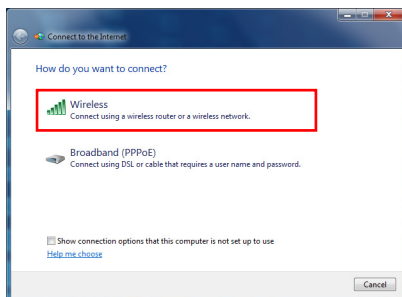 Connect to the Internet
How do you want to connect?
Wireless
Connect using a wireless router or a wireless network.
Broadband (PPPoE)
Connect using DSL or cable that requires a user name and password.
Show connection options that this computer is not set up to use
Help me choose
Cancel